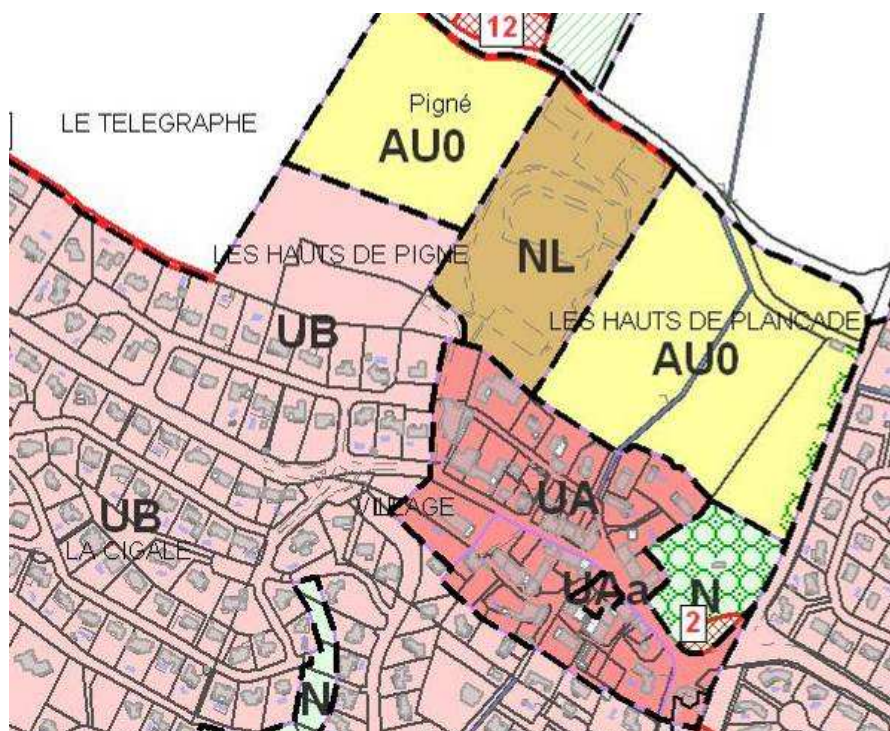 12
Pigné
LE TELEGRAPHE
AU0
LES HAUTS DE PIGNE
NL
UB
LES HAUTS DE PLANCADE
AU0
UA
VILLAGE
UB
LA CIGALE
UAa
N
2
N